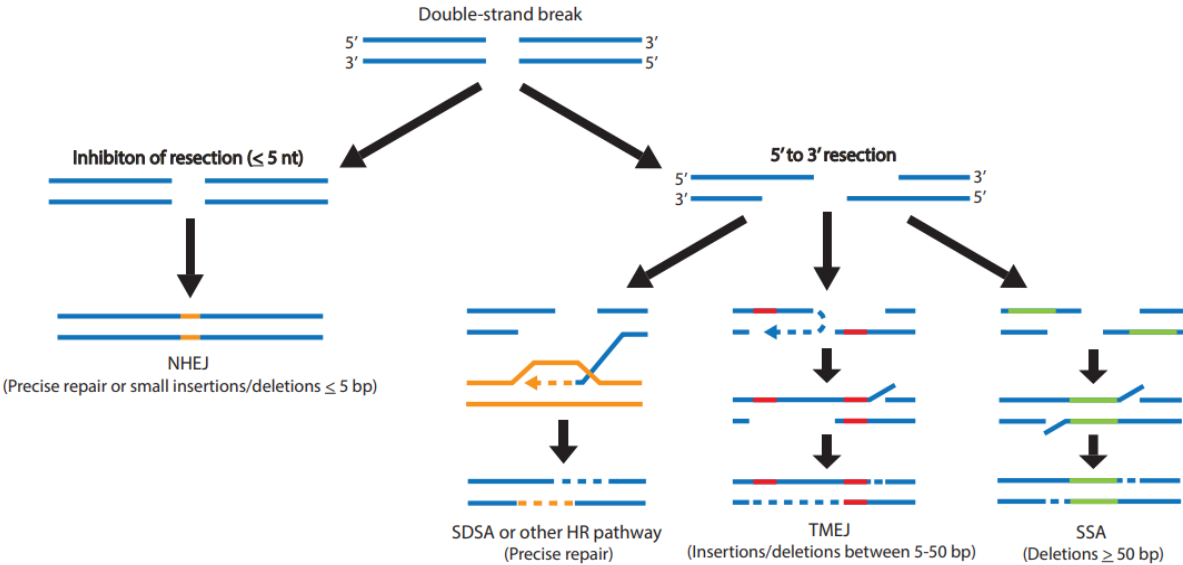 Double-strand break
5’ 3’
3’ 5’
Inhibiton of resection (≤ 5 nt)
5’ to 3’ resection
5’ 3’
3’ 5’
NHEJ
(Precise repair or small insertions/deletions ≤ 5 bp)
SDSA or other HR pathway
(Precise repair)
TMEJ
(Insertions/deletions between 5-50 bp)
SSA
(Deletions ≥ 50 bp)